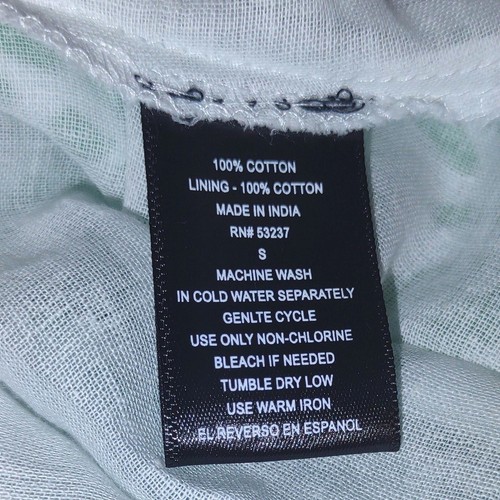 100% COTTON
LINING - 100% COTTON
MADE IN INDIA
RN# 53237
S
MACHINE WASH
IN COLD WATER SEPARATELY
GENLTE CYCLE
USE ONLY NON-CHLORINE
BLEACH IF NEEDED
TUMBLE DRY LOW
USE WARM IRON
EL REVERSO EN ESPAÑOL